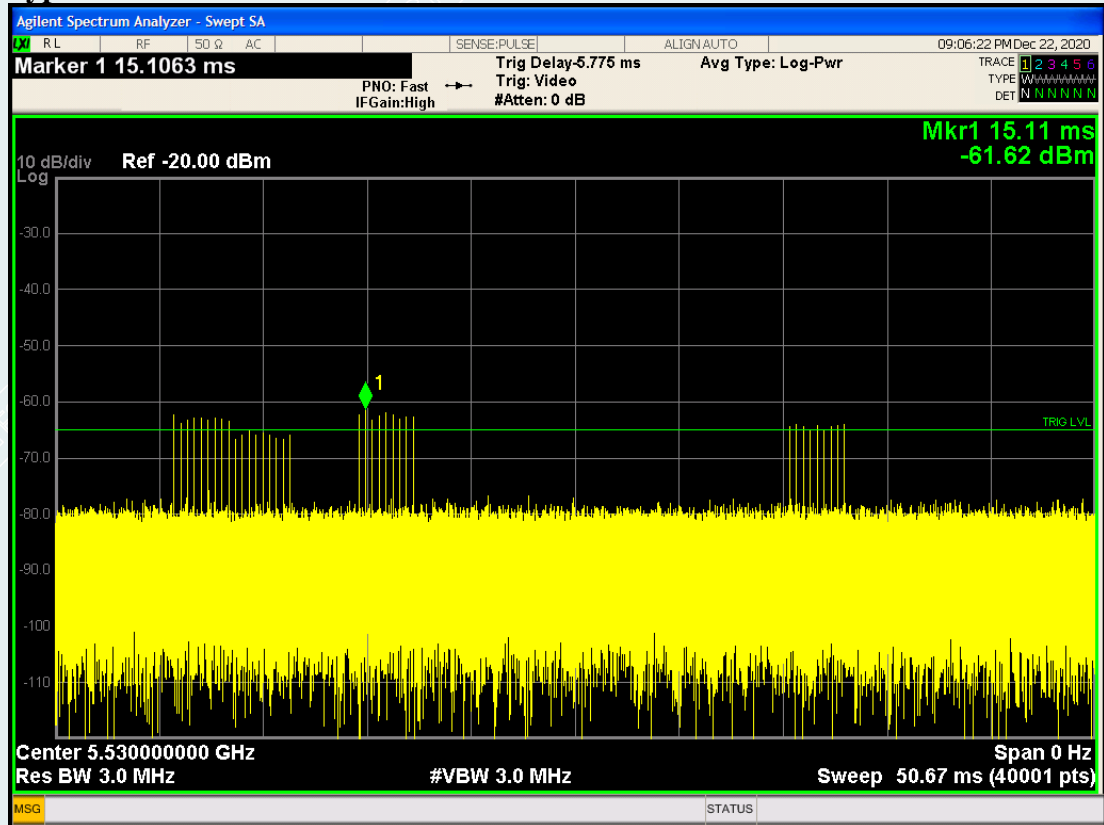 Agilent Spectrum Analyzer - Swept SA
LXI RL RF 50 Ω AC SENSE:PULSE ALIGNAUTO 09:06:22 PM Dec 22, 2020
Marker 1 15.1063 ms
PNO: Fast
IFGain:High
Trig Delay-5.775 ms
Trig: Video
#Atten: 0 dB
Avg Type: Log-Pwr
TRACE 1 2 3 4 5 6
TYPE W
DET N N N N N N
Mkr1 15.11 ms
-61.62 dBm
10 dB/div Ref -20.00 dBm
Log
-30.0
-40.0
-50.0
1
-60.0
TRIG LVL
-70.0
-80.0
-90.0
-100
-110
Center 5.530000000 GHz Span 0 Hz
Res BW 3.0 MHz #VBW 3.0 MHz Sweep 50.67 ms (40001 pts)
MSG STATUS